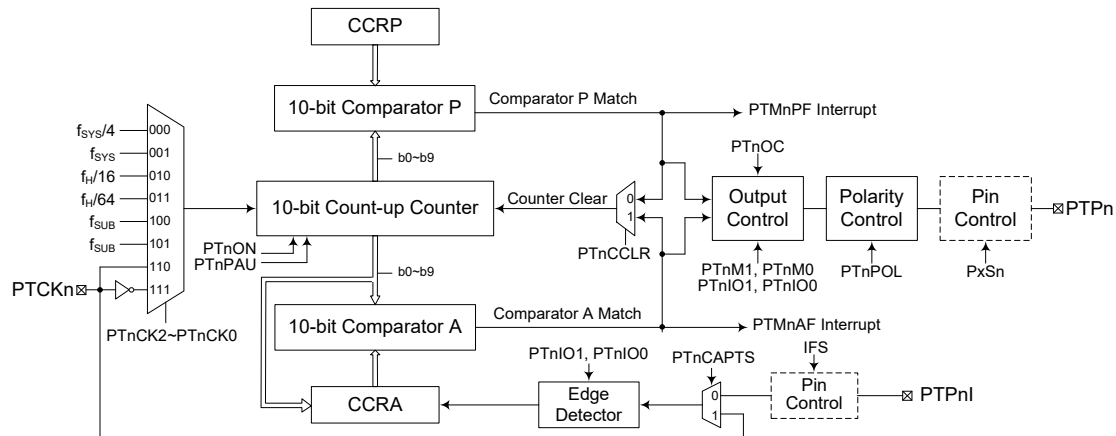 CCRP
10-bit Comparator P
Comparator P Match
PTMnPF Interrupt
fSYS/4
000
fSYS
001
fH/16
010
fH/64
011
fSUB
100
fSUB
101
110
111
PTCKn
PTnCK2~PTnCK0
b0~b9
10-bit Count-up Counter
PTnON
PTnPAU
Counter Clear
0
1
PTnCCLR
PTnOC
Output
Control
PTnM1, PTnM0
PTnIO1, PTnIO0
Polarity
Control
PTnPOL
Pin
Control
PxSn
PTPn
b0~b9
10-bit Comparator A
Comparator A Match
PTMnAF Interrupt
CCRA
PTnIO1, PTnIO0
Edge
Detector
PTnCAPTS
0
1
IFS
Pin
Control
PTPnI